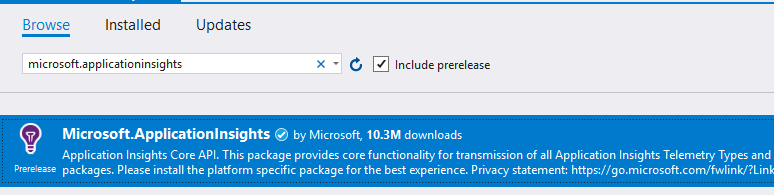 Browse Installed Updates
microsoft.applicationinsights Include prerelease
Microsoft.ApplicationInsights by Microsoft, 10.3M downloads
Application Insights Core API. This package provides core functionality for transmission of all Application Insights Telemetry Types and
Prerelease packages. Please install the platform specific package for the best experience. Privacy statement: https://go.microsoft.com/fwlink/?Link